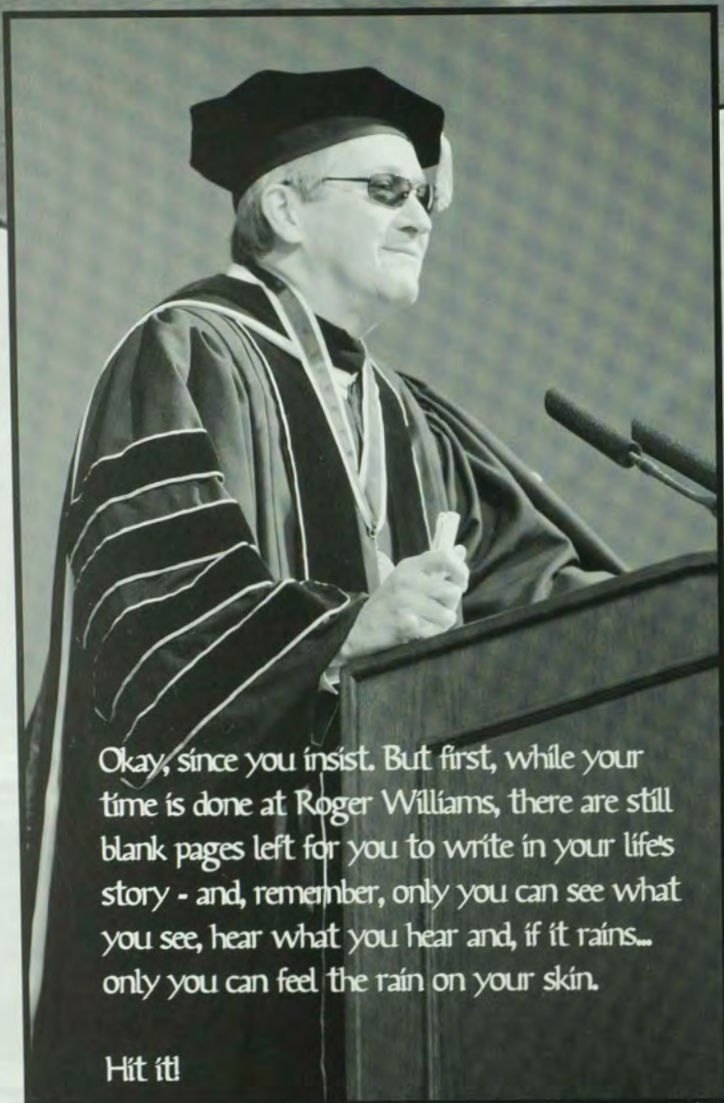 Okay, since you insist. But first, while your
time is done at Roger Williams, there are still
blank pages left for you to write in your life's
story - and, remember, only you can see what
you see, hear what you hear and, if it rains...
only you can feel the rain on your skin.
Hit it!